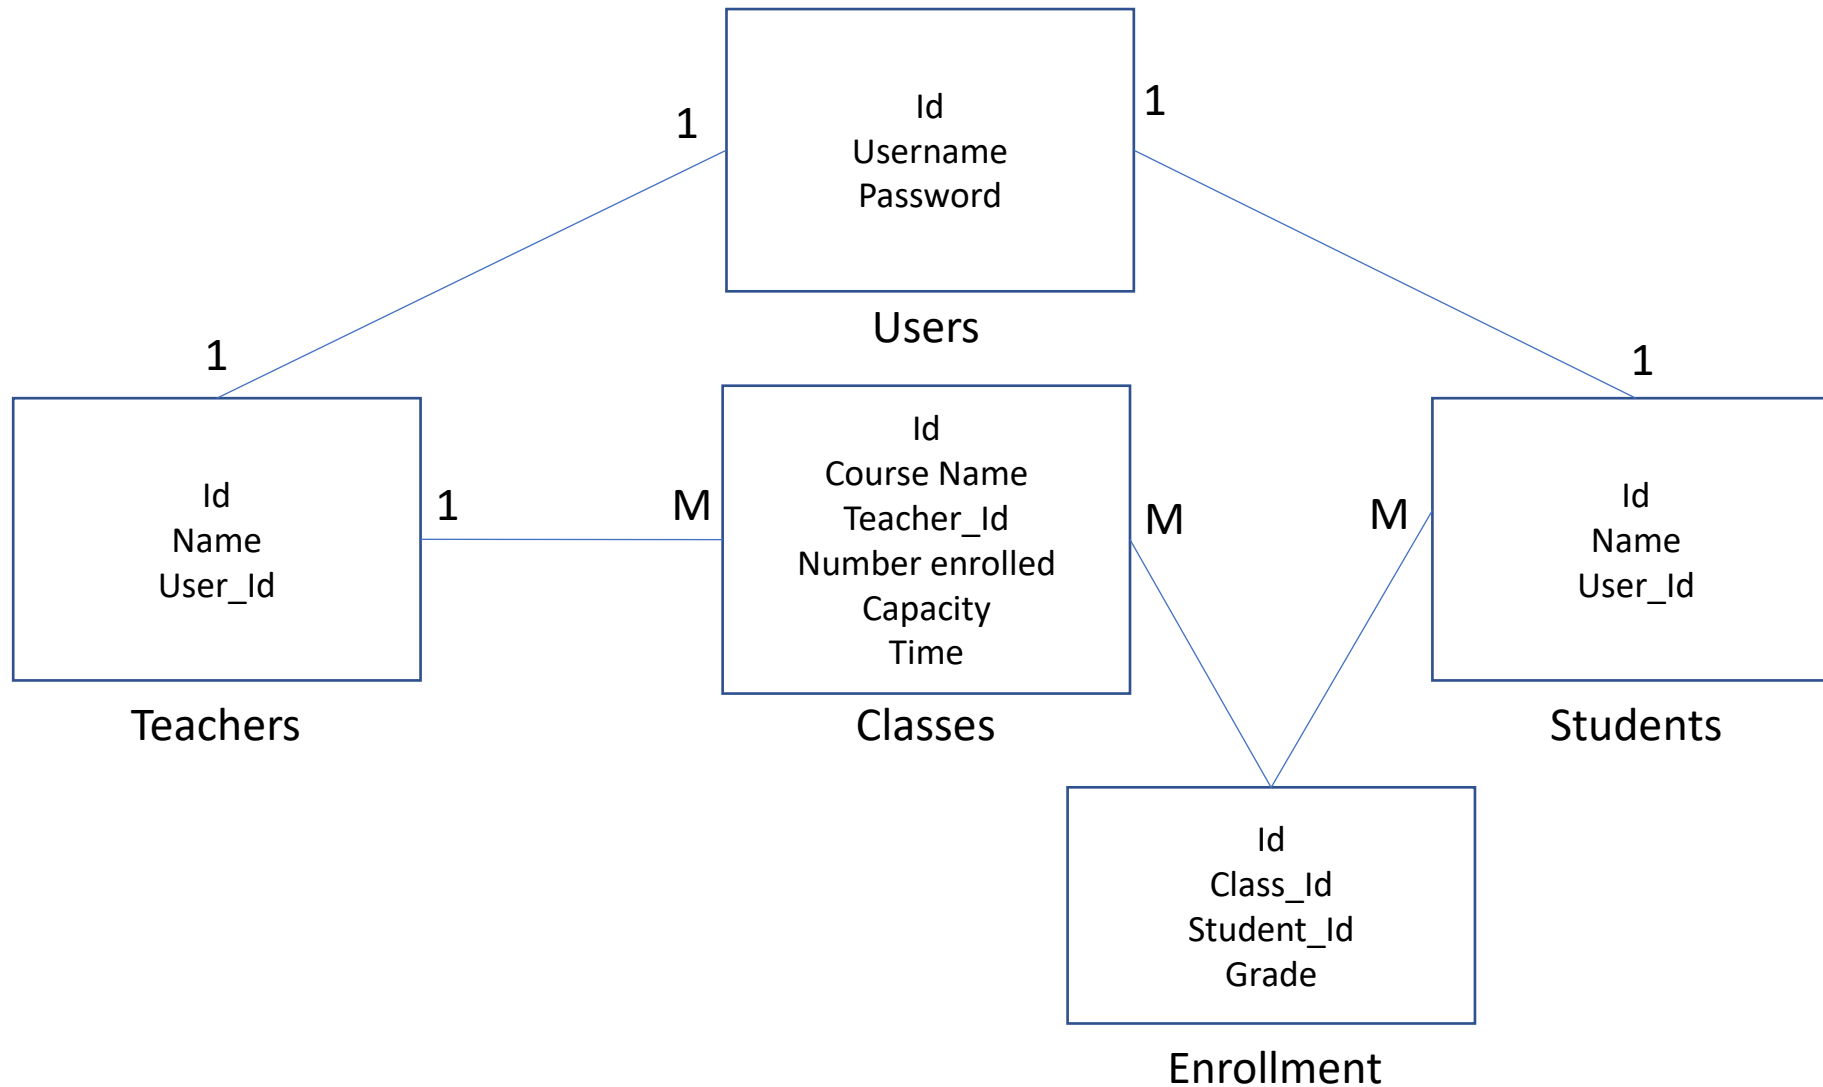 1
1
Id
Username
Password
Users
1
1
Id
Name
User_Id
Teachers
1
M
Id
Course Name
Teacher_Id
Number enrolled
Capacity
Time
Classes
M
M
Id
Name
User_Id
Students
Id
Class_Id
Student_Id
Grade
Enrollment